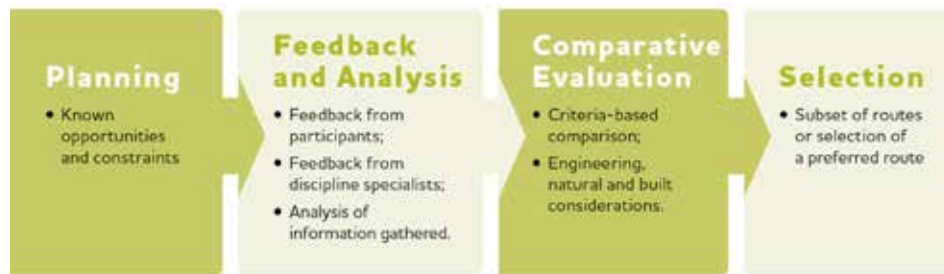 Planning
• Known
opportunities
and constraints
Feedback
and Analysis
• Feedback from
participants;
• Feedback from
discipline specialists;
• Analysis of
information gathered.
Comparative
Evaluation
• Criteria-based
comparison;
• Engineering,
natural and built
considerations.
Selection
• Subset of routes
or selection of
a preferred route